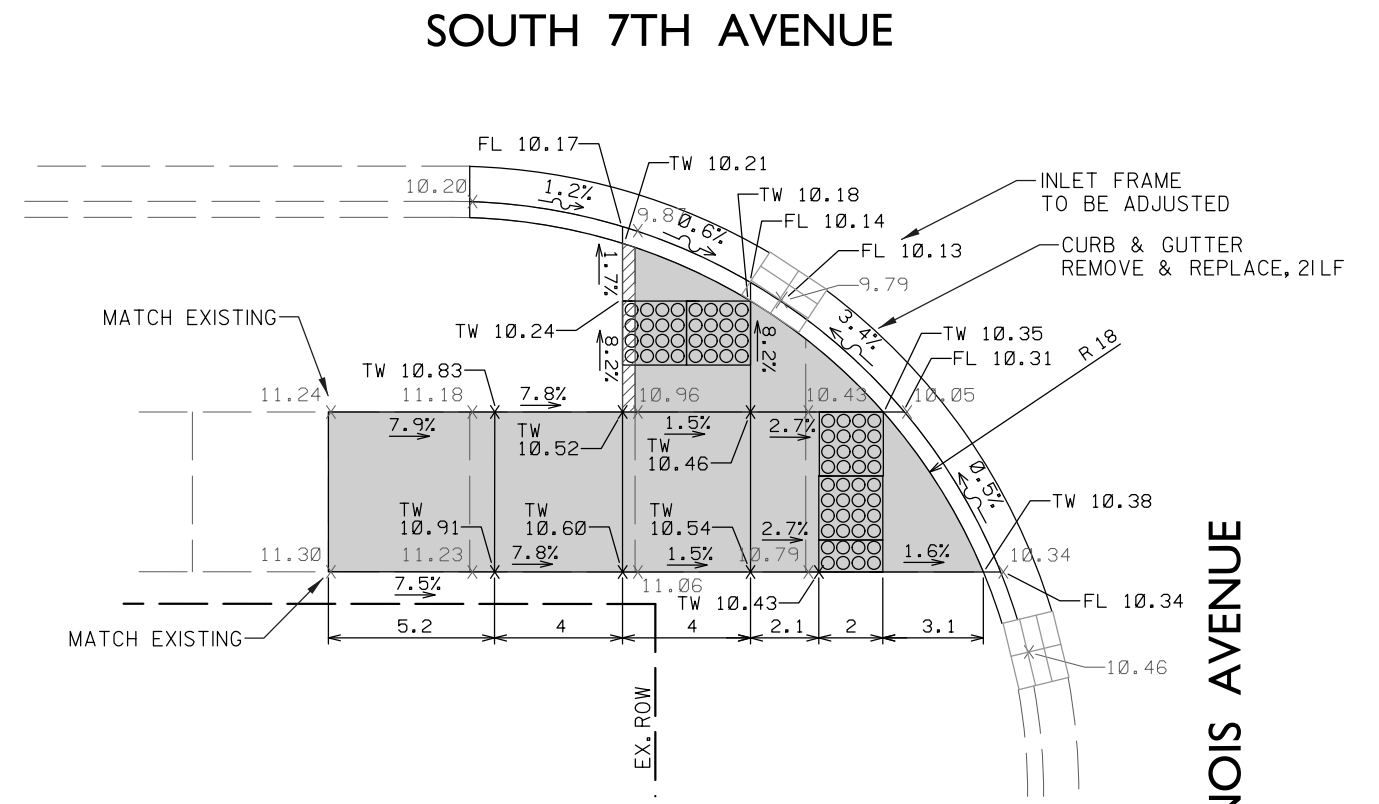 SOUTH 7TH AVENUE
FL 10.17
TW 10.21
10.20
1.2%
TW 10.18
INLET FRAME
TO BE ADJUSTED
9.87
0.6%
FL 10.14
FL 10.13
CURB & GUTTER
REMOVE & REPLACE, 21LF
1.7%
9.79
MATCH EXISTING
TW 10.24
3.4%
TW 10.35
R 18
8.2%
8.2%
FL 10.31
TW 10.83
11.24
11.18
7.8%
10.96
10.43
10.05
7.9%
TW
10.52
1.5%
2.7%
TW
10.46
0.5%
TW 10.38
TW
10.91
TW
10.60
TW
10.54
2.7%
11.30
11.23
7.8%
1.5%
10.79
1.6%
10.34
7.5%
11.06
TW 10.43
FL 10.34
MATCH EXISTING
5.2
4
4
2.1
2
3.1
10.46
EX. ROW
NOIS AVENUE